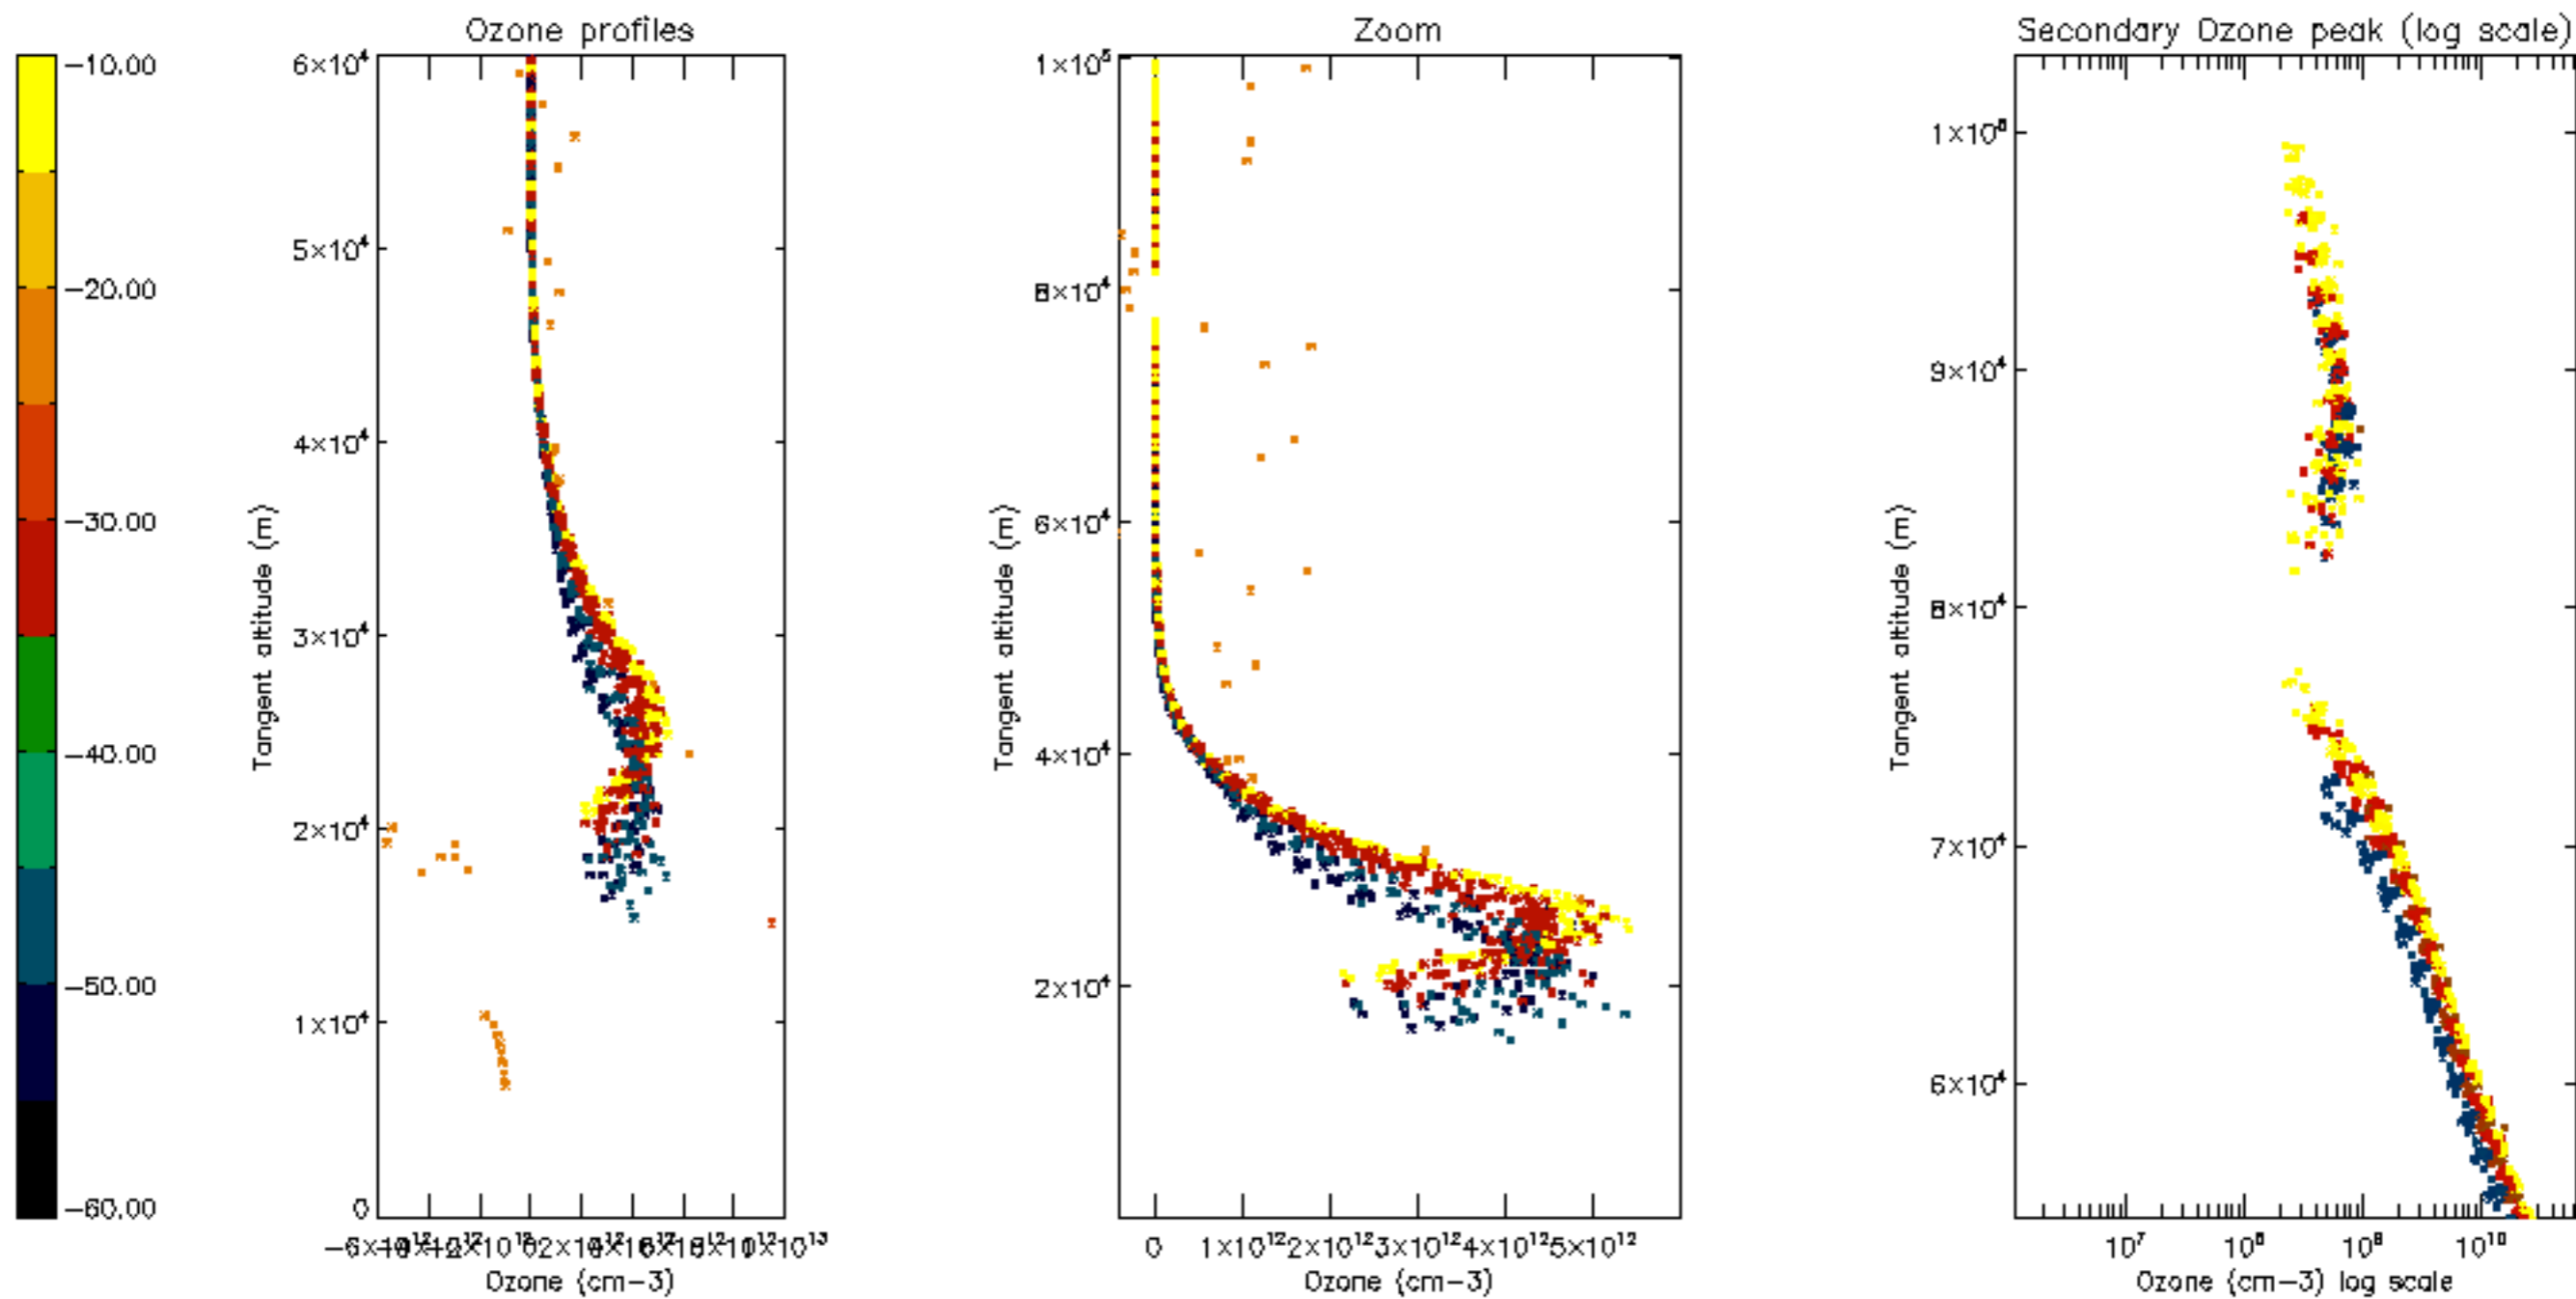 Ozone profiles
Zoom
Secondary Ozone peak (log scale)
-10.00
-20.00
-30.00
-40.00
-50.00
-60.00
6×10⁴
5×10⁴
4×10⁴
3×10⁴
2×10⁴
1×10⁴
0
Tangent altitude (m)
1×10⁵
8×10⁴
6×10⁴
4×10⁴
2×10⁴
Tangent altitude (m)
1×10⁵
9×10⁴
8×10⁴
7×10⁴
6×10⁴
Tangent altitude (m)
0 1×10¹² 2×10¹² 3×10¹² 4×10¹² 5×10¹²
10⁷ 10⁸ 10⁹ 10¹⁰
Ozone (cm-3)
Ozone (cm-3)
Ozone (cm-3) log scale